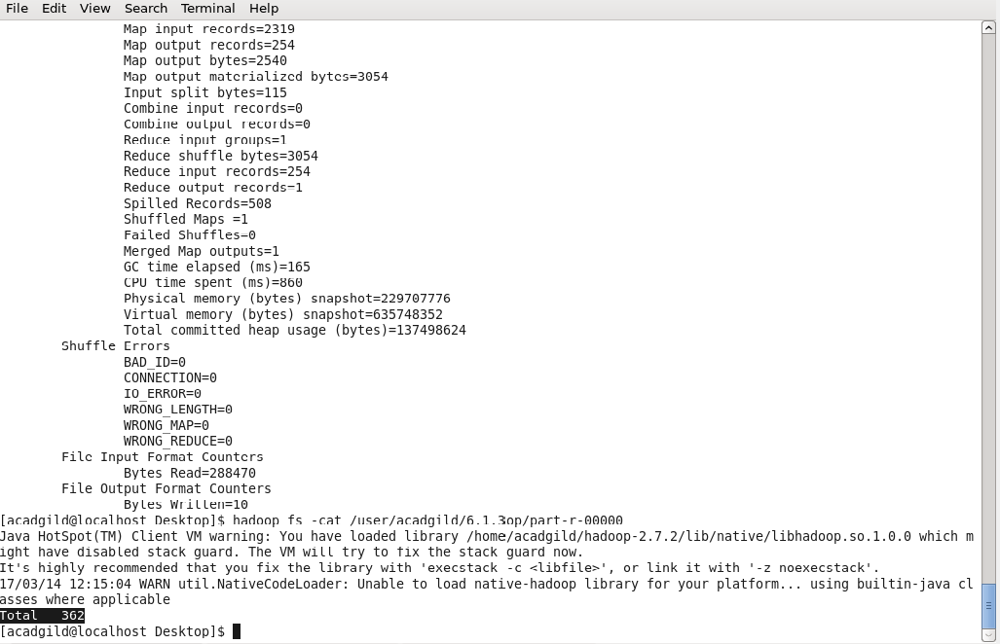 File Edit View Search Terminal Help
Map input records=2319
Map output records=254
Map output bytes=2540
Map output materialized bytes=3054
Input split bytes=115
Combine input records=0
Combine output records=0
Reduce input groups=1
Reduce shuffle bytes=3054
Reduce input records=254
Reduce output records=1
Spilled Records=508
Shuffled Maps =1
Failed Shuffles=0
Merged Map outputs=1
GC time elapsed (ms)=165
CPU time spent (ms)=860
Physical memory (bytes) snapshot=229707776
Virtual memory (bytes) snapshot=635748352
Total committed heap usage (bytes)=137498624
Shuffle Errors
BAD_ID=0
CONNECTION=0
IO_ERROR=0
WRONG_LENGTH=0
WRONG_MAP=0
WRONG_REDUCE=0
File Input Format Counters
Bytes Read=288470
File Output Format Counters
Bytes Written=10
[acadgild@localhost Desktop]$ hadoop fs -cat /user/acadgild/6.1.3op/part-r-00000
Java HotSpot(TM) Client VM warning: You have loaded library /home/acadgild/hadoop-2.7.2/lib/native/libhadoop.so.1.0.0 which m
ight have disabled stack guard. The VM will try to fix the stack guard now.
It's highly recommended that you fix the library with 'execstack -c <libfile>', or link it with '-z noexecstack'.
17/03/14 12:15:04 WARN util.NativeCodeLoader: Unable to load native-hadoop library for your platform... using builtin-java cl
asses where applicable
Total 362
[acadgild@localhost Desktop]$